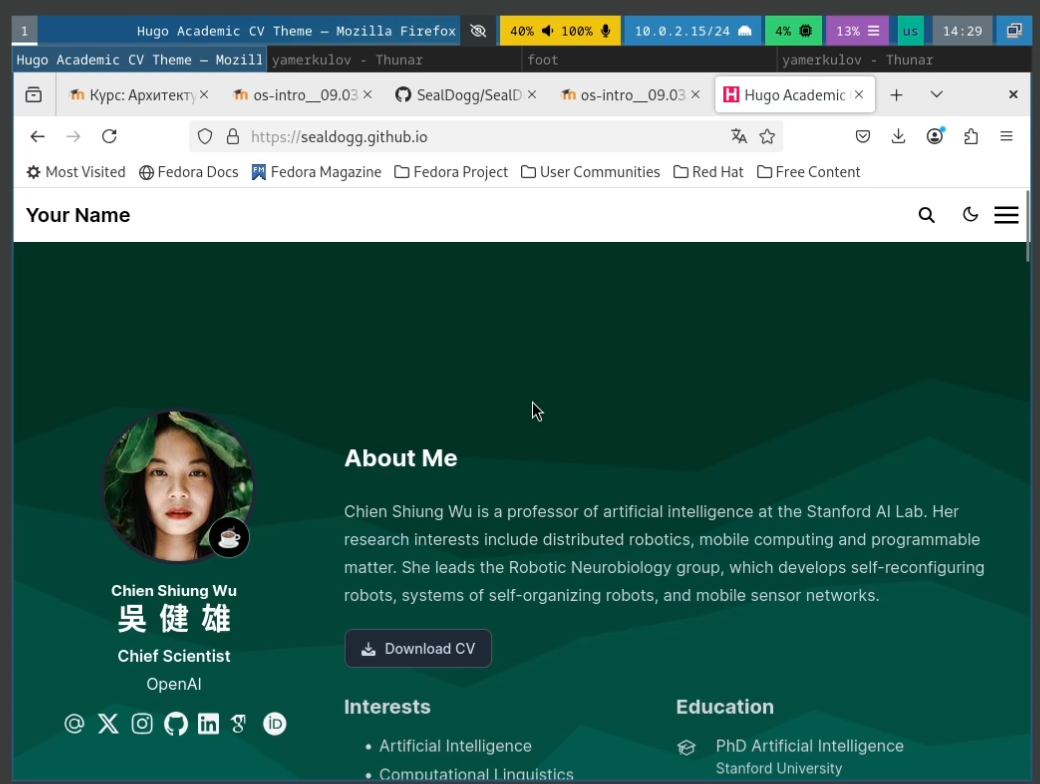 1 Hugo Academic CV Theme — Mozilla Firefox 40% 100% 10.0.2.15/24 4% 13% us 14:29
Hugo Academic CV Theme — Mozill yamerkulov - Thunar foot yamerkulov - Thunar
Курс: Архитекту os-intro__09.03 SealDogg/SealD os-intro__09.03 Hugo Academic
https://sealdogg.github.io
Most Visited Fedora Docs Fedora Magazine Fedora Project User Communities Red Hat Free Content
Your Name
About Me
Chien Shiung Wu is a professor of artificial intelligence at the Stanford AI Lab. Her
research interests include distributed robotics, mobile computing and programmable
matter. She leads the Robotic Neurobiology group, which develops self-reconfiguring
robots, systems of self-organizing robots, and mobile sensor networks.
Chien Shiung Wu
吳健雄
Chief Scientist
OpenAI
Download CV
Interests
Artificial Intelligence
Computational Linguistics
Education
PhD Artificial Intelligence
Stanford University